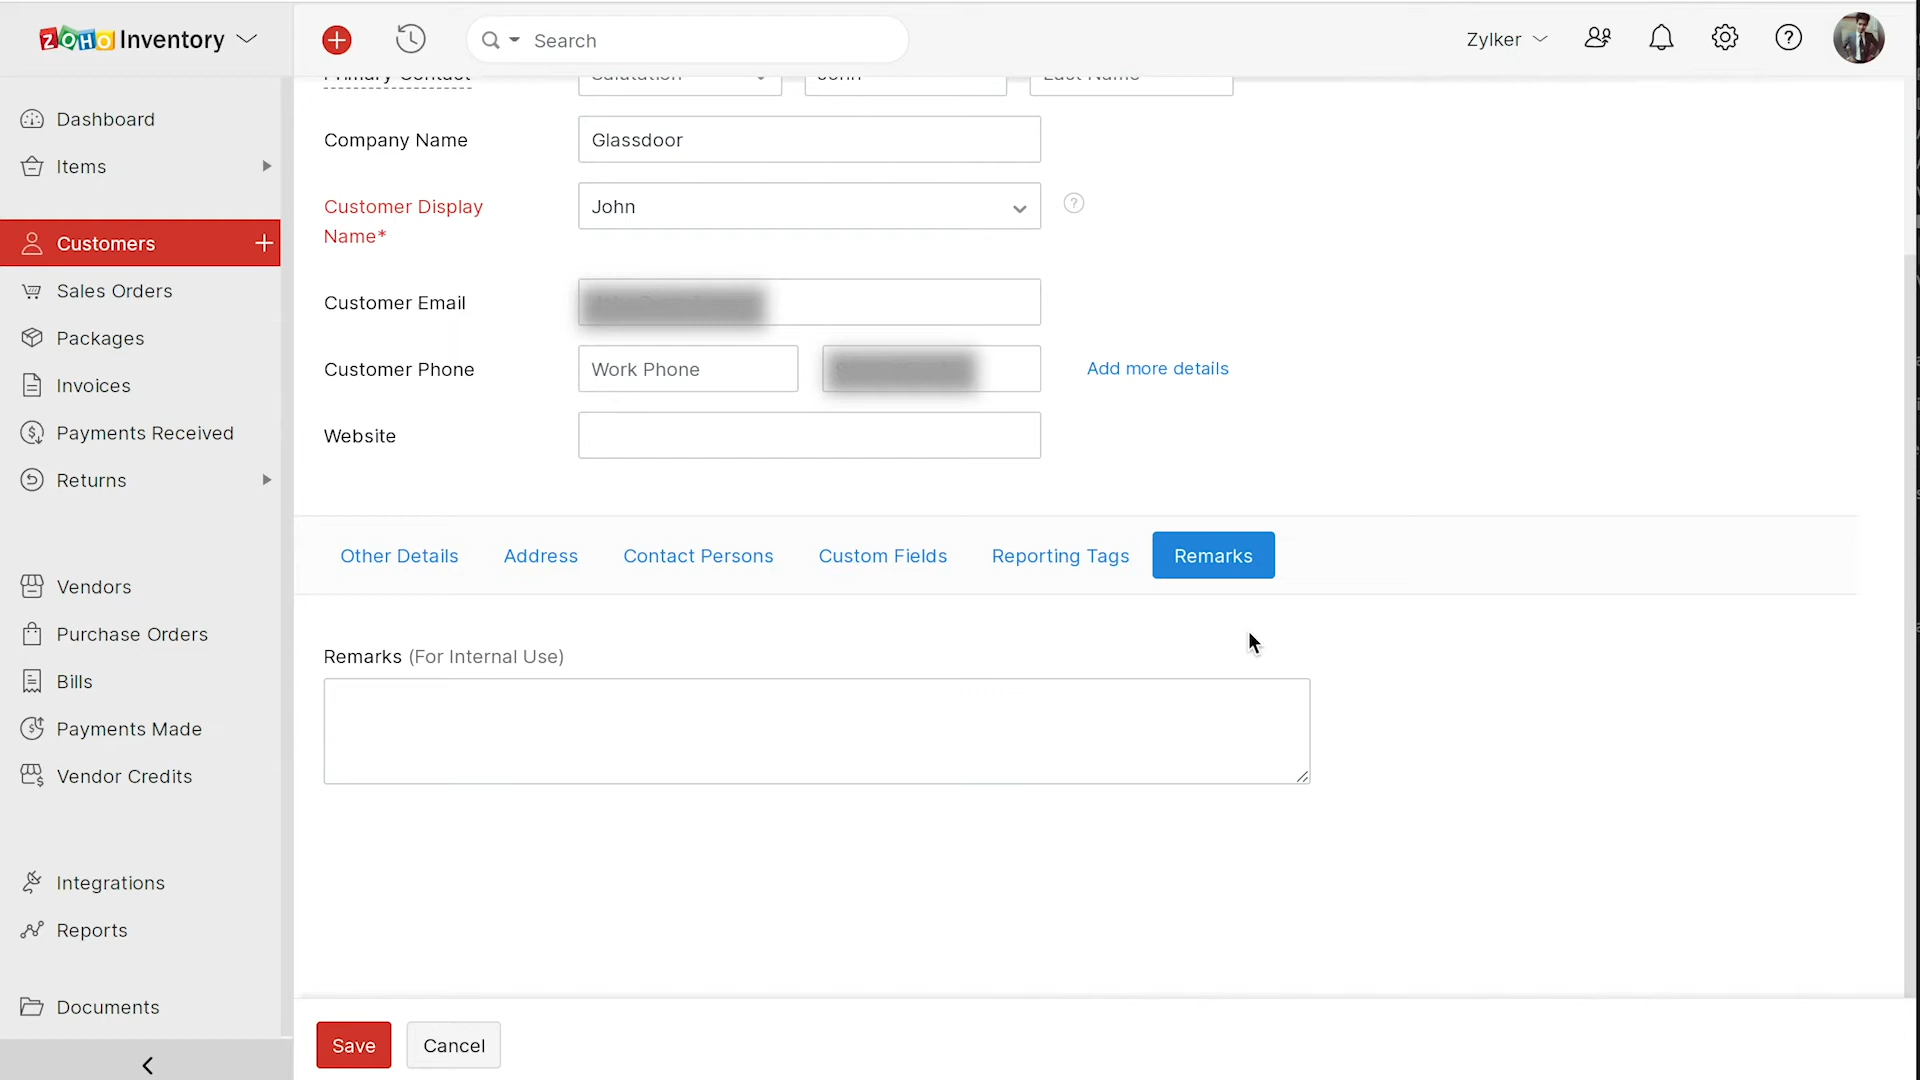 ZOHO Inventory
Search
Zylker
Primary Contact
Salutation
John
Last Name
Dashboard
Items
Customers
Sales Orders
Packages
Invoices
Payments Received
Returns
Vendors
Purchase Orders
Bills
Payments Made
Vendor Credits
Integrations
Reports
Documents
Company Name
Glassdoor
Customer Display
Name*
John
Customer Email
Customer Phone
Work Phone
Add more details
Website
Other Details
Address
Contact Persons
Custom Fields
Reporting Tags
Remarks
Remarks (For Internal Use)
Save
Cancel